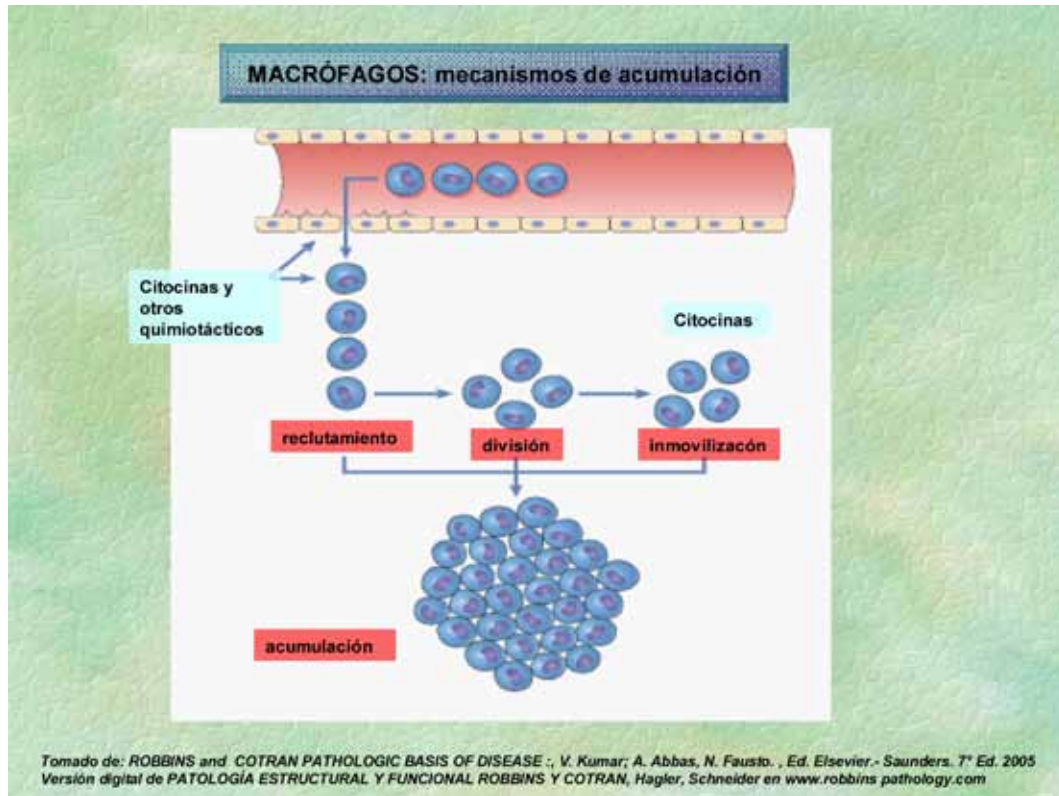 MACRÓFAGOS: mecanismos de acumulación
Citocinas y
otros
quimiotácticos
Citocinas
reclutamiento
división
inmovilizacón
acumulación
Tomado de: ROBBINS and COTRAN PATHOLOGIC BASIS OF DISEASE :, V. Kumar; A. Abbas, N. Fausto. , Ed. Elsevier.- Saunders. 7° Ed. 2005
Versión digital de PATOLOGÍA ESTRUCTURAL Y FUNCIONAL ROBBINS Y COTRAN, Hagler, Schneider en www.robbins pathology.com